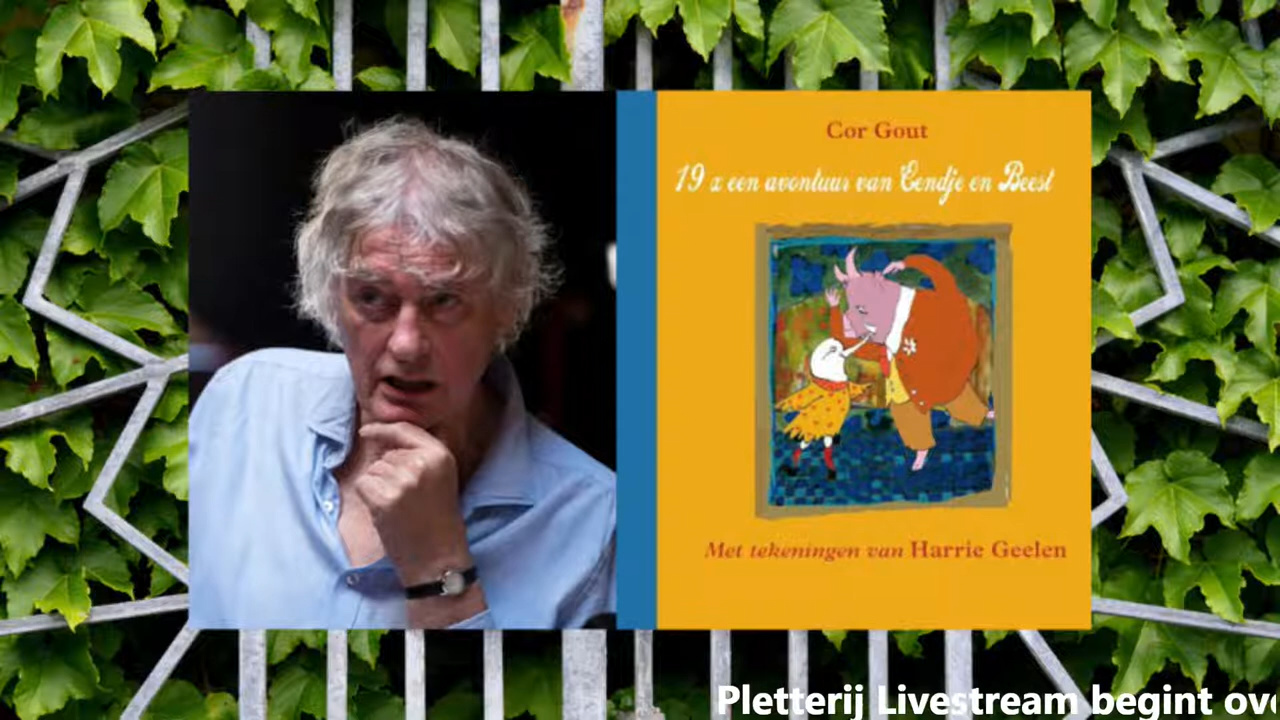 Cor Gout
19 x een avontuur van Eendje en Beest
Met tekeningen van Harrie Geelen
Pletterij Livestream begint ov